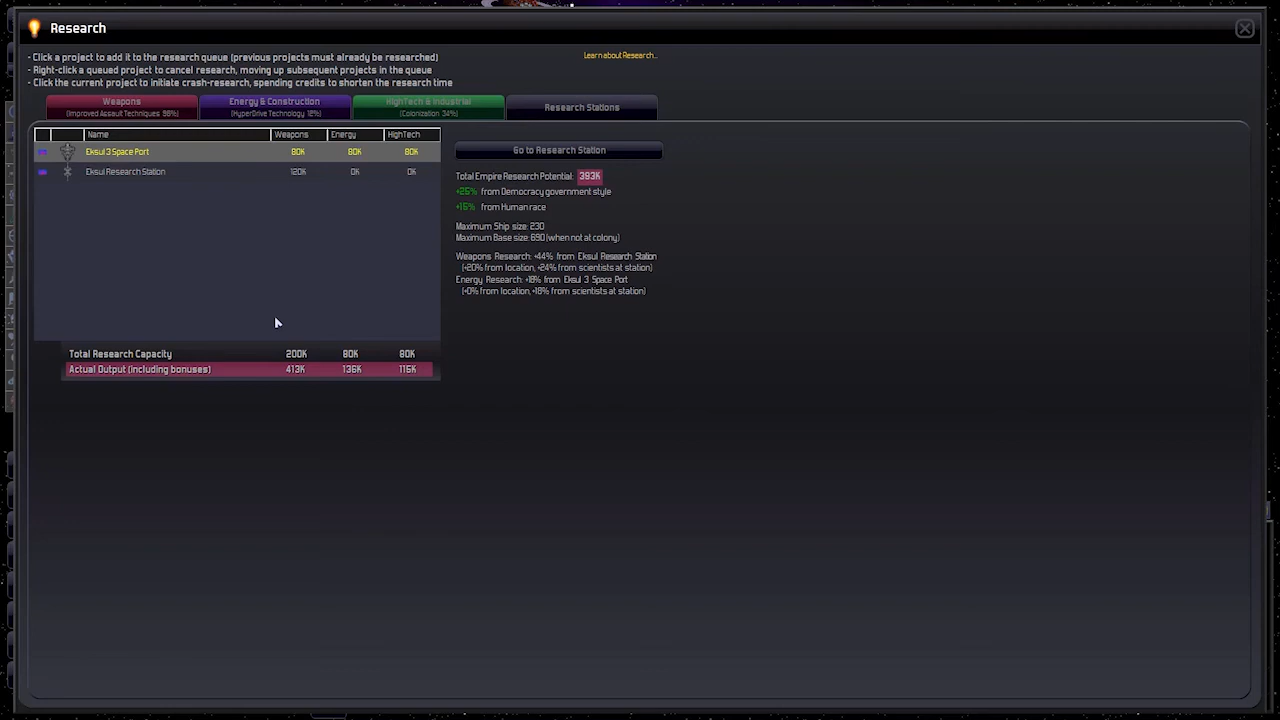 Research
- Click a project to add it to the research queue (previous projects must already be researched)
- Right-click a queued project to cancel research, moving up subsequent projects in the queue
- Click the current project to initiate crash-research, spending credits to shorten the research time
Learn about Research...
Weapons
(Improved Assault Techniques 96%)
Energy & Construction
(HyperDrive Technology 12%)
HighTech & Industrial
(Colonization 34%)
Research Stations
Name Weapons Energy HighTech
Eksul 3 Space Port 80K 80K 80K
Eksul Research Station 120K 0K 0K
Total Research Capacity 200K 80K 80K
Actual Output (including bonuses) 413K 136K 115K
Go to Research Station
Total Empire Research Potential: 383K
+25% from Democracy government style
+15% from Human race
Maximum Ship size: 230
Maximum Base size: 690 (when not at colony)
Weapons Research: +44% from Eksul Research Station
(+20% from location, +24% from scientists at station)
Energy Research: +18% from Eksul 3 Space Port
(+0% from location, +18% from scientists at station)